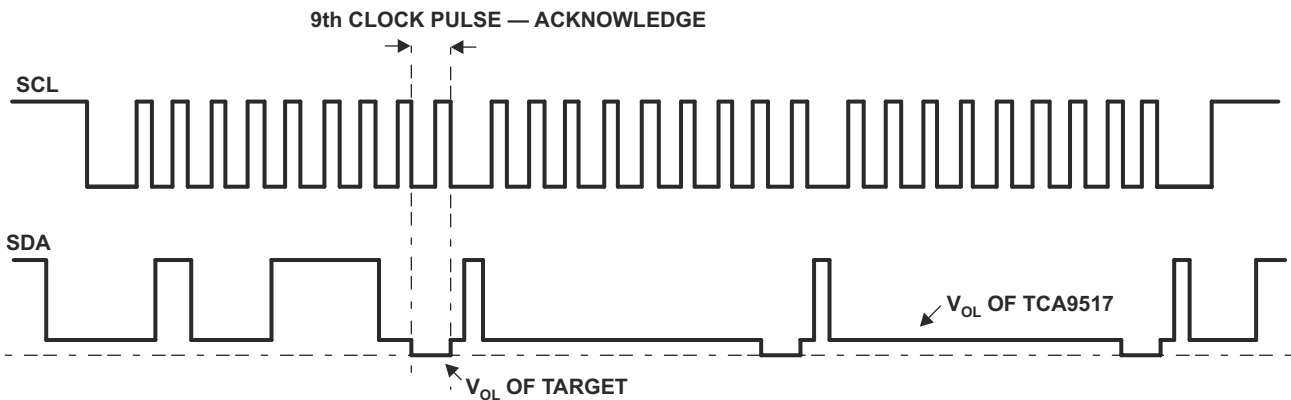 9th CLOCK PULSE — ACKNOWLEDGE
SCL
SDA
VOL OF TCA9517
VOL OF TARGET